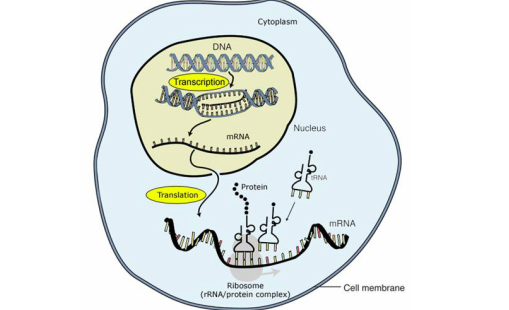 Cytoplasm
DNA
Transcription
mRNA
Nucleus
tRNA
Protein
Translation
mRNA
Ribosome
(rRNA/protein complex)
Cell membrane